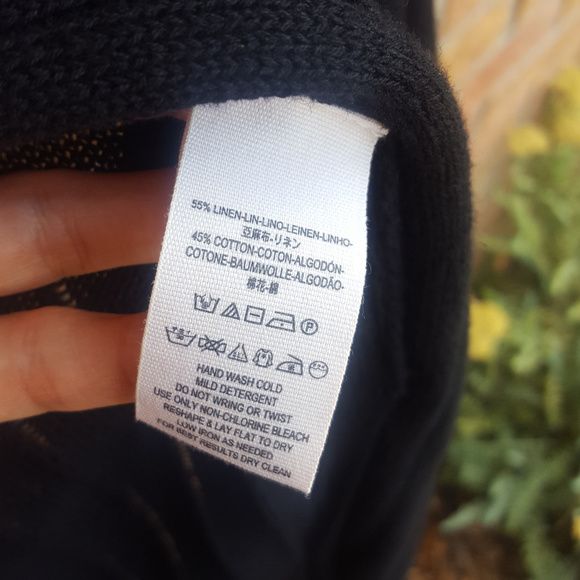 55% LINEN-LIN-LINO-LEINEN-LINHO-
亞麻布-リネン
45% COTTON-COTON-ALGODÓN-
COTONE-BAUMWOLLE-ALGODÃO-
棉花-綿
P
HAND WASH COLD
MILD DETERGENT
DO NOT WRING OR TWIST
USE ONLY NON-CHLORINE BLEACH
RESHAPE & LAY FLAT TO DRY
LOW IRON AS NEEDED
FOR BEST RESULTS DRY CLEAN